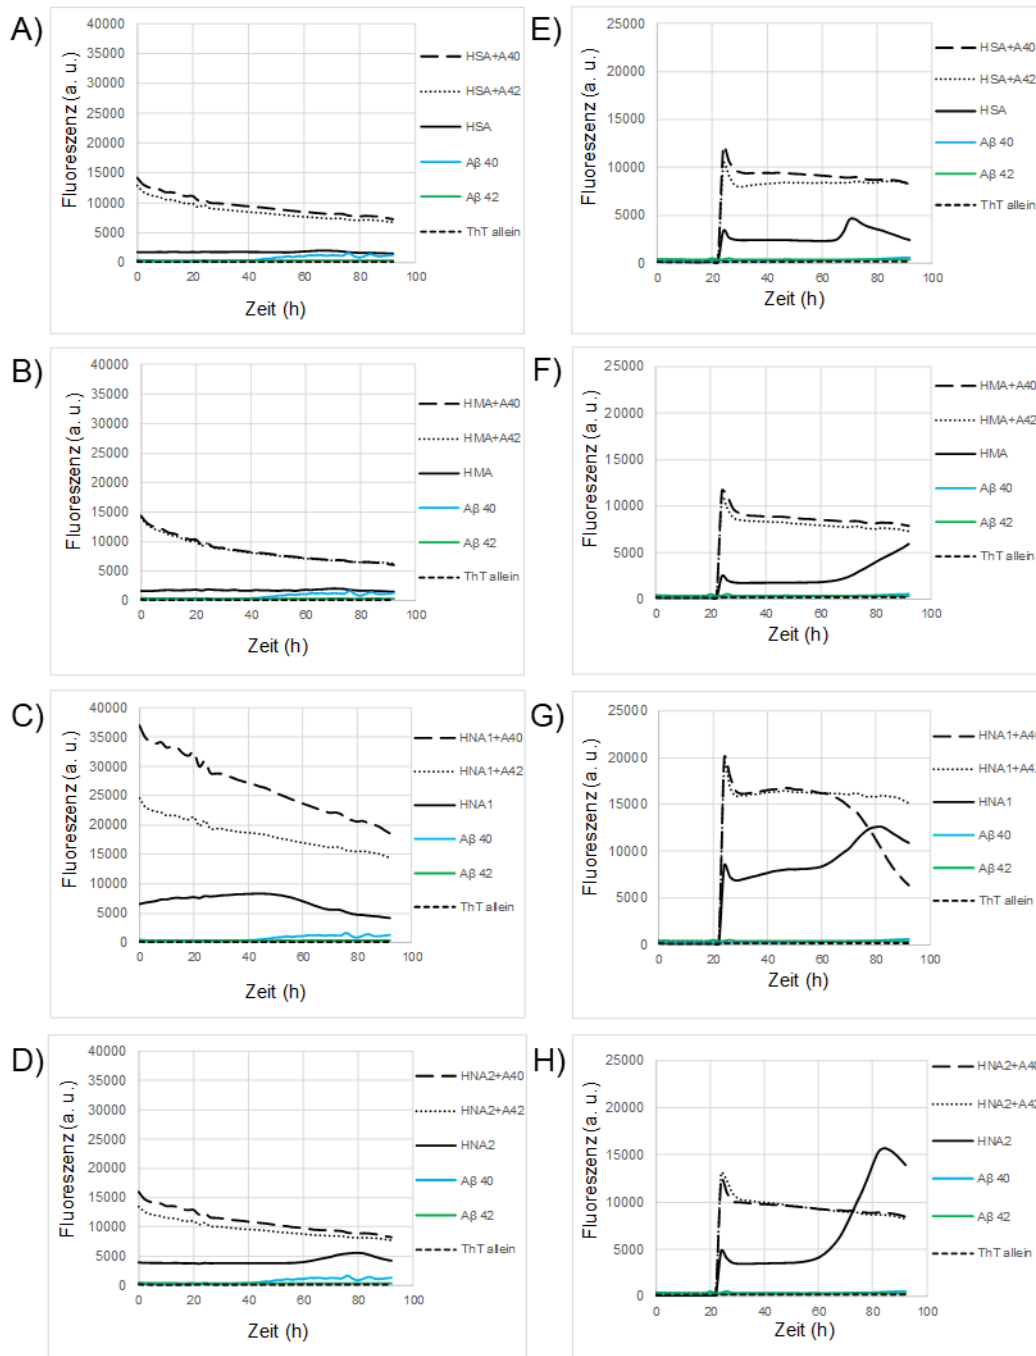 A)
Fluoreszenz (a. u.)
40000
35000
30000
25000
20000
15000
10000
5000
0
0 20 40 60 80 100
Zeit (h)
HSA+A40
HSA+A42
HSA
Aβ 40
Aβ 42
ThT allein
E)
Fluoreszenz (a. u.)
25000
20000
15000
10000
5000
0
0 20 40 60 80 100
Zeit (h)
HSA+A40
HSA+A42
HSA
Aβ 40
Aβ 42
ThT allein
B)
Fluoreszenz (a. u.)
40000
35000
30000
25000
20000
15000
10000
5000
0
0 20 40 60 80 100
Zeit (h)
HMA+A40
HMA+A42
HMA
Aβ 40
Aβ 42
ThT allein
F)
Fluoreszenz (a. u.)
25000
20000
15000
10000
5000
0
0 20 40 60 80 100
Zeit (h)
HMA+A40
HMA+A42
HMA
Aβ 40
Aβ 42
ThT allein
C)
Fluoreszenz (a. u.)
40000
35000
30000
25000
20000
15000
10000
5000
0
0 20 40 60 80 100
Zeit (h)
HNA1+A40
HNA1+A42
HNA1
Aβ 40
Aβ 42
ThT allein
G)
Fluoreszenz (a. u.)
25000
20000
15000
10000
5000
0
0 20 40 60 80 100
Zeit (h)
HNA1+A40
HNA1+A42
HNA1
Aβ 40
Aβ 42
ThT allein
D)
Fluoreszenz (a. u.)
40000
35000
30000
25000
20000
15000
10000
5000
0
0 20 40 60 80 100
Zeit (h)
HNA2+A40
HNA2+A42
HNA2
Aβ 40
Aβ 42
ThT allein
H)
Fluoreszenz (a. u.)
25000
20000
15000
10000
5000
0
0 20 40 60 80 100
Zeit (h)
HNA2+A40
HNA2+A42
HNA2
Aβ 40
Aβ 42
ThT allein